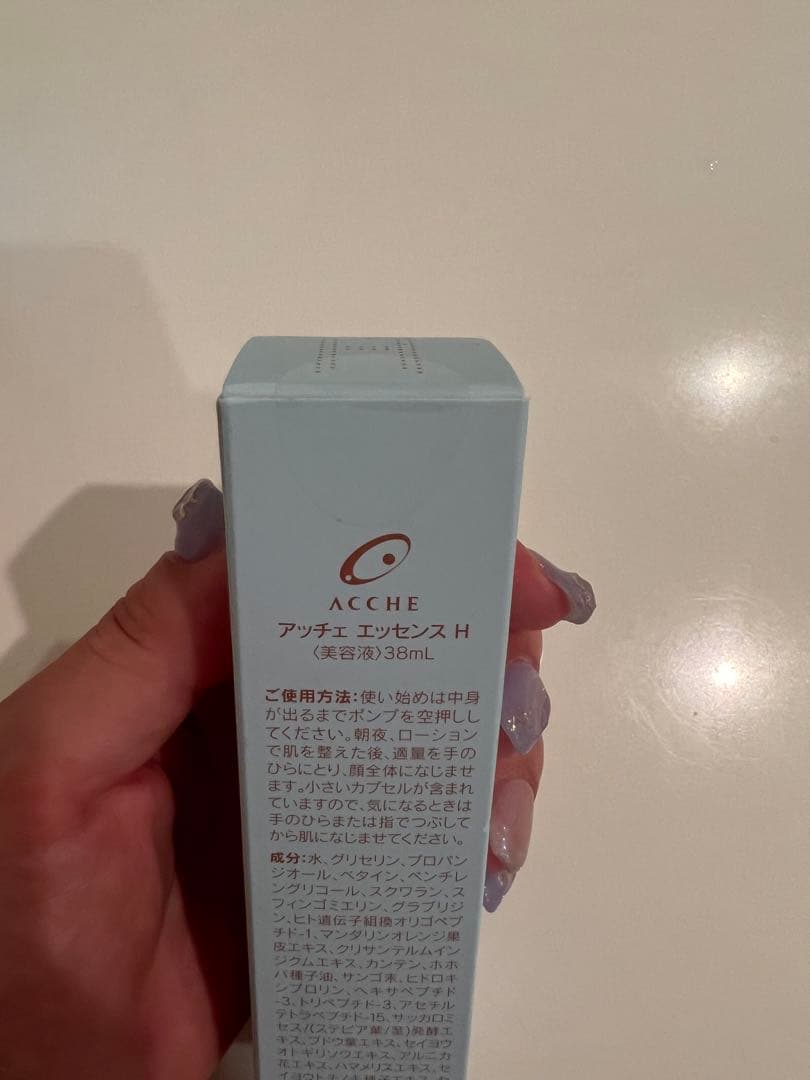 ACCHE
アッチェ エッセンス H
〈美容液〉38mL
ご使用方法:使い始めは中身
が出るまでポンプを空押しし
てください。朝夜、ローション
で肌を整えた後、適量を手の
ひらにとり、顔全体になじませ
ます。小さいカプセルが含まれ
ていますので、気になるときは
手のひらまたは指でつぶして
から肌になじませてください。
成分:水、グリセリン、プロパン
ジオール、ベタイン、ペンチレ
ングリコール、スクワラン、ス
フィンゴミエリン、グラブリジ
ン、ヒト遺伝子組換オリゴペプ
チド-1、マンダリンオレンジ果
皮エキス、クリサンテルムイン
ジクムエキス、カンテン、ホホ
バ種子油、サンゴ末、ヒドロキ
シプロリン、ヘキサペプチド
-3、トリペプチド-3、アセチル
テトラペプチド-15、サッカロミ
セス/(ステビア葉/茎)発酵エ
キス、ブドウ葉エキス、セイヨウ
オトギリソウエキス、アルニカ
花エキス、ハマメリスエキス、セ
イヨウトチノキ種子エキス、